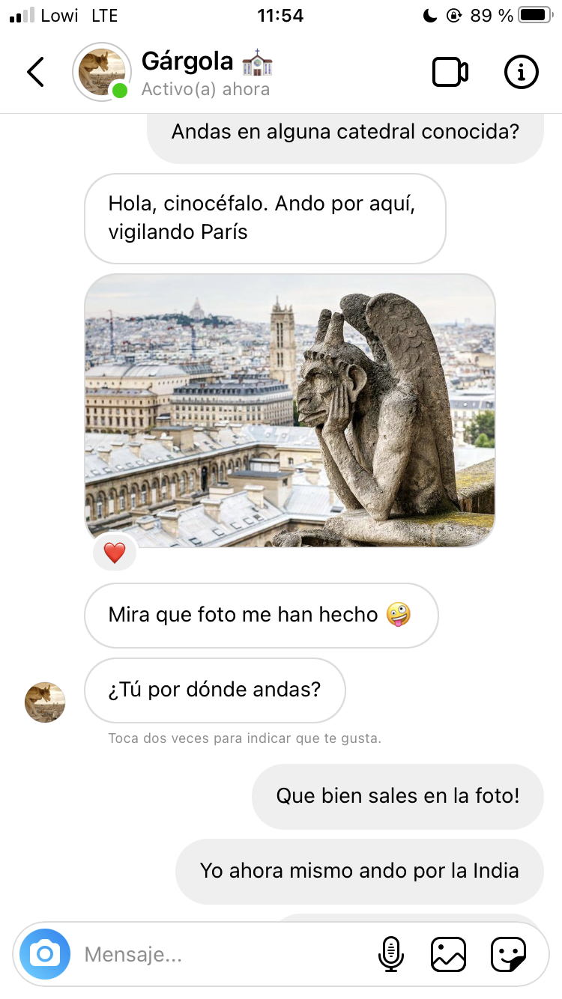 Lowi LTE 11:54 89 %
Gárgola
Activo(a) ahora
Andas en alguna catedral conocida?
Hola, cinocéfalo. Ando por aquí,
vigilando París
Mira que foto me han hecho
¿Tú por dónde andas?
Toca dos veces para indicar que te gusta.
Que bien sales en la foto!
Yo ahora mismo ando por la India
Mensaje...